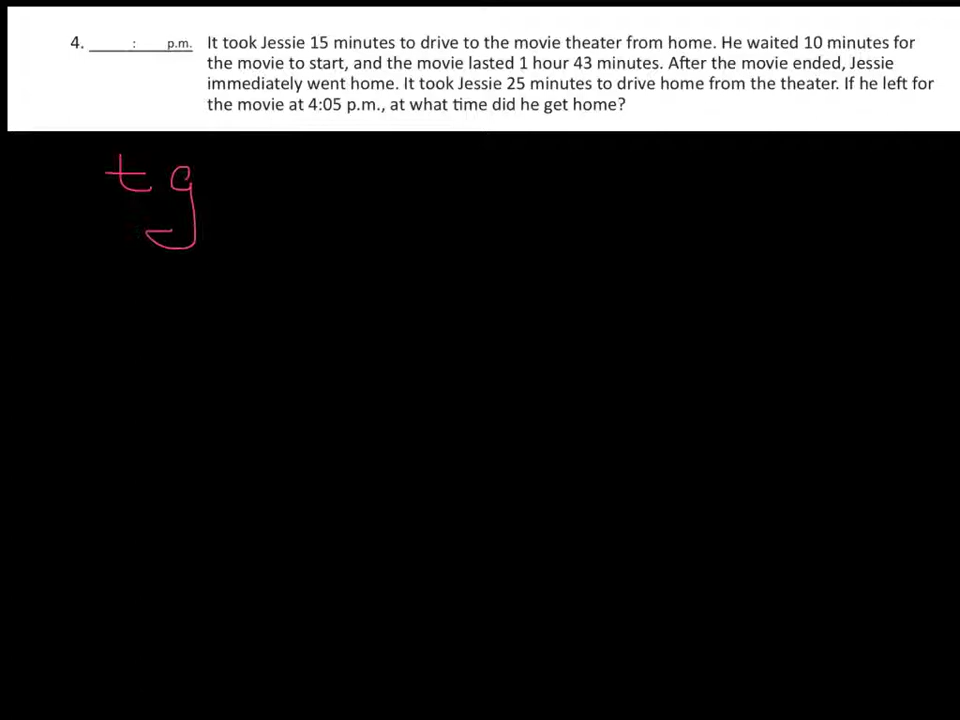 4. _____ : _____ p.m. It took Jessie 15 minutes to drive to the movie theater from home. He waited 10 minutes for
the movie to start, and the movie lasted 1 hour 43 minutes. After the movie ended, Jessie
immediately went home. It took Jessie 25 minutes to drive home from the theater. If he left for
the movie at 4:05 p.m., at what time did he get home?
t g